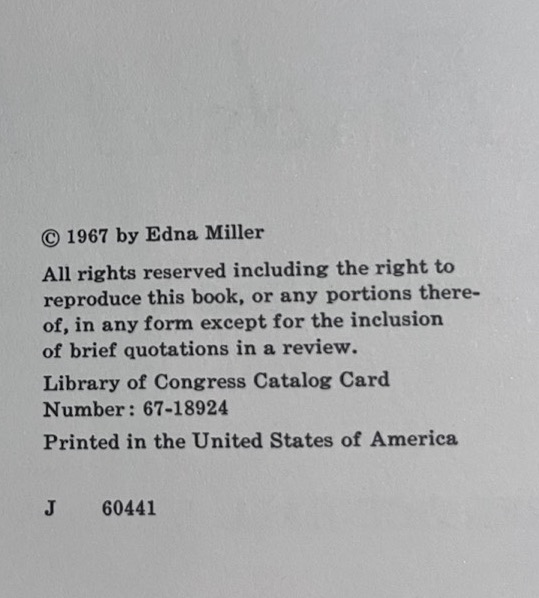 © 1967 by Edna Miller
All rights reserved including the right to
reproduce this book, or any portions there-
of, in any form except for the inclusion
of brief quotations in a review.
Library of Congress Catalog Card
Number: 67-18924
Printed in the United States of America
J 60441